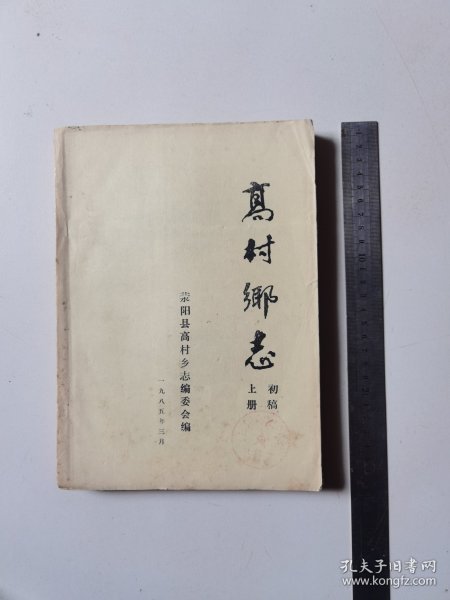 高村鄉志
初稿
上册
荥阳县高村乡志编委会编
一九八五年三月
孔夫子旧书网
www.kongfz.com